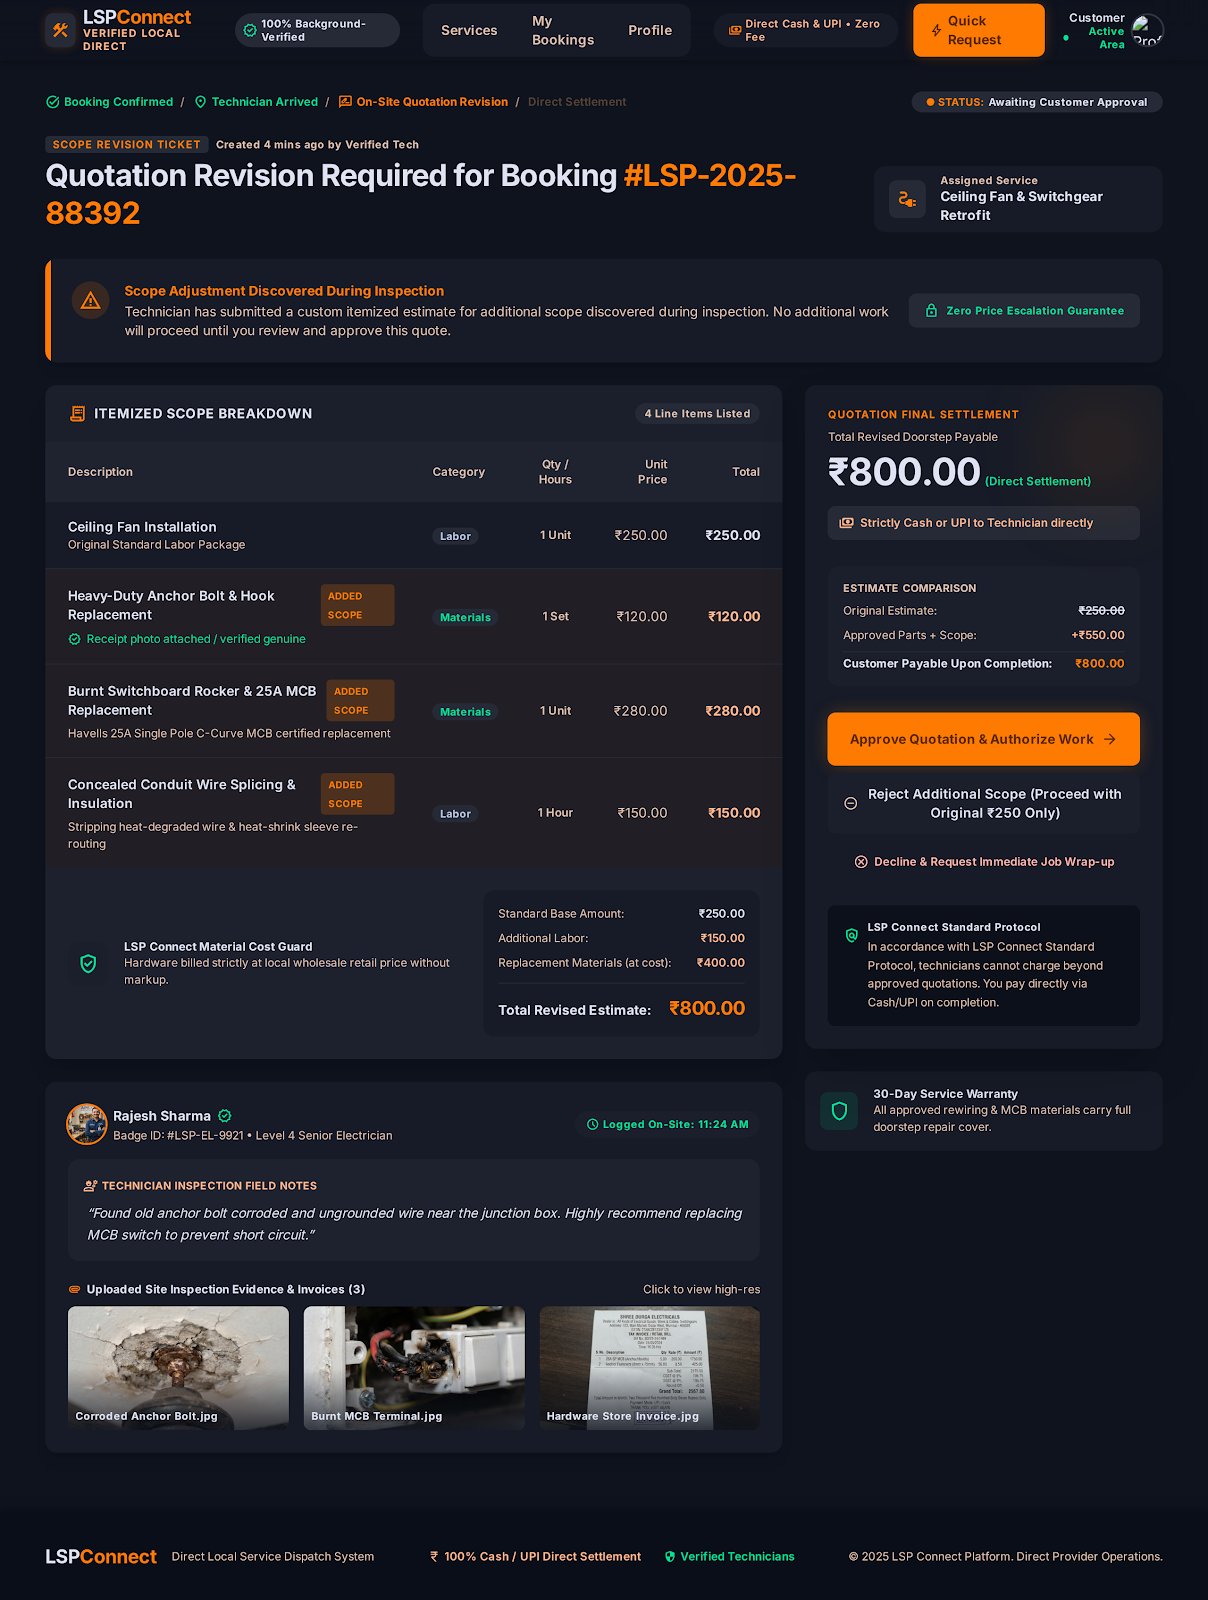 LSPConnect
VERIFIED LOCAL
DIRECT
100% Background-
Verified
Services
My
Bookings
Profile
Direct Cash & UPI • Zero
Fee
Quick
Request
Customer
Active
Area
Booking Confirmed / Technician Arrived / On-Site Quotation Revision / Direct Settlement
STATUS: Awaiting Customer Approval
SCOPE REVISION TICKET Created 4 mins ago by Verified Tech
Quotation Revision Required for Booking #LSP-2025-
88392
Assigned Service
Ceiling Fan & Switchgear
Retrofit
Scope Adjustment Discovered During Inspection
Technician has submitted a custom itemized estimate for additional scope discovered during inspection. No additional work
will proceed until you review and approve this quote.
Zero Price Escalation Guarantee
ITEMIZED SCOPE BREAKDOWN
4 Line Items Listed
Description Category Qty / Hours Unit Price Total
Ceiling Fan Installation
Original Standard Labor Package
Labor 1 Unit ₹250.00 ₹250.00
Heavy-Duty Anchor Bolt & Hook
Replacement
ADDED
SCOPE
Receipt photo attached / verified genuine
Materials 1 Set ₹120.00 ₹120.00
Burnt Switchboard Rocker & 25A MCB
Replacement
ADDED
SCOPE
Havells 25A Single Pole C-Curve MCB certified replacement
Materials 1 Unit ₹280.00 ₹280.00
Concealed Conduit Wire Splicing &
Insulation
ADDED
SCOPE
Stripping heat-degraded wire & heat-shrink sleeve re-
routing
Labor 1 Hour ₹150.00 ₹150.00
LSP Connect Material Cost Guard
Hardware billed strictly at local wholesale retail price without
markup.
Standard Base Amount: ₹250.00
Additional Labor: ₹150.00
Replacement Materials (at cost): ₹400.00
Total Revised Estimate: ₹800.00
QUOTATION FINAL SETTLEMENT
Total Revised Doorstep Payable
₹800.00 (Direct Settlement)
Strictly Cash or UPI to Technician directly
ESTIMATE COMPARISON
Original Estimate: ₹250.00
Approved Parts + Scope: +₹550.00
Customer Payable Upon Completion: ₹800.00
Approve Quotation & Authorize Work
Reject Additional Scope (Proceed with
Original ₹250 Only)
Decline & Request Immediate Job Wrap-up
LSP Connect Standard Protocol
In accordance with LSP Connect Standard
Protocol, technicians cannot charge beyond
approved quotations. You pay directly via
Cash/UPI on completion.
30-Day Service Warranty
All approved rewiring & MCB materials carry full
doorstep repair cover.
Rajesh Sharma
Badge ID: #LSP-EL-9921 • Level 4 Senior Electrician
Logged On-Site: 11:24 AM
TECHNICIAN INSPECTION FIELD NOTES
“Found old anchor bolt corroded and ungrounded wire near the junction box. Highly recommend replacing
MCB switch to prevent short circuit.”
Uploaded Site Inspection Evidence & Invoices (3)
Click to view high-res
Corroded Anchor Bolt.jpg
Burnt MCB Terminal.jpg
SHREE DURGA ELECTRICALS
TAX INVOICE / RETAIL BILL
Hardware Store Invoice.jpg
LSPConnect Direct Local Service Dispatch System
₹ 100% Cash / UPI Direct Settlement
Verified Technicians
© 2025 LSP Connect Platform. Direct Provider Operations.